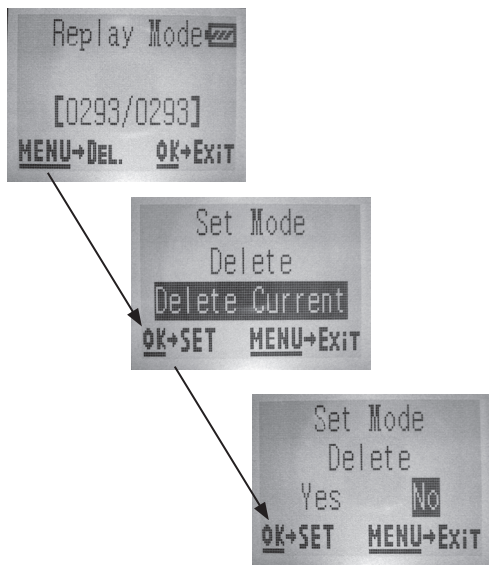 Replay Mode
[0293/0293]
MENU→DEL. OK→EXiT
Set Mode
Delete
Delete Current
OK→SET MENU→EXiT
Set Mode
Delete
Yes No
OK→SET MENU→EXiT